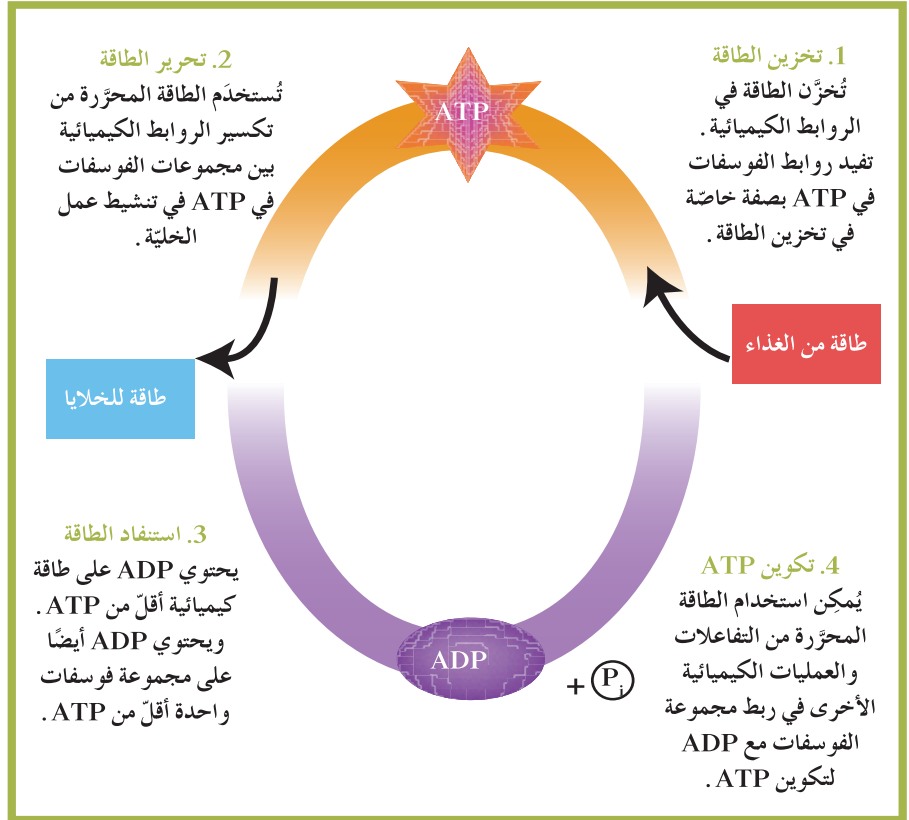 1. تخزين الطاقة
تُخزَّن الطاقة في
الروابط الكيميائية.
تفيد روابط الفوسفات
في ATP بصفة خاصّة
في تخزين الطاقة.
ATP
2. تحرير الطاقة
تُستخدَم الطاقة المحرَّرة من
تكسير الروابط الكيميائية
بين مجموعات الفوسفات
في ATP في تنشيط عمل
الخليّة.
طاقة من الغذاء
طاقة للخلايا
3. استنفاد الطاقة
يحتوي ADP على طاقة
كيميائية أقلّ من ATP.
ويحتوي ADP أيضًا
على مجموعة فوسفات
واحدة أقلّ من ATP.
ADP
+ Pi
4. تكوين ATP
يُمكِن استخدام الطاقة
المحرَّرة من التفاعلات
والعمليات الكيميائية
الأخرى في ربط مجموعة
الفوسفات مع ADP
لتكوين ATP.